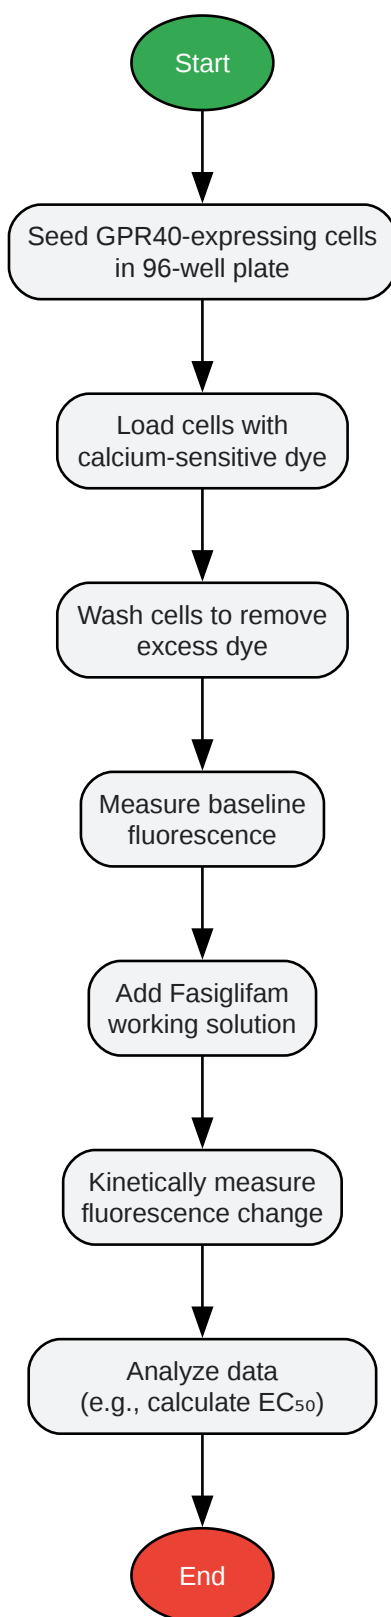 Start
Seed GPR40-expressing cells
in 96-well plate
Load cells with
calcium-sensitive dye
Wash cells to remove
excess dye
Measure baseline
fluorescence
Add Fasiglifam
working solution
Kinetically measure
fluorescence change
Analyze data
(e.g., calculate EC₅₀)
End